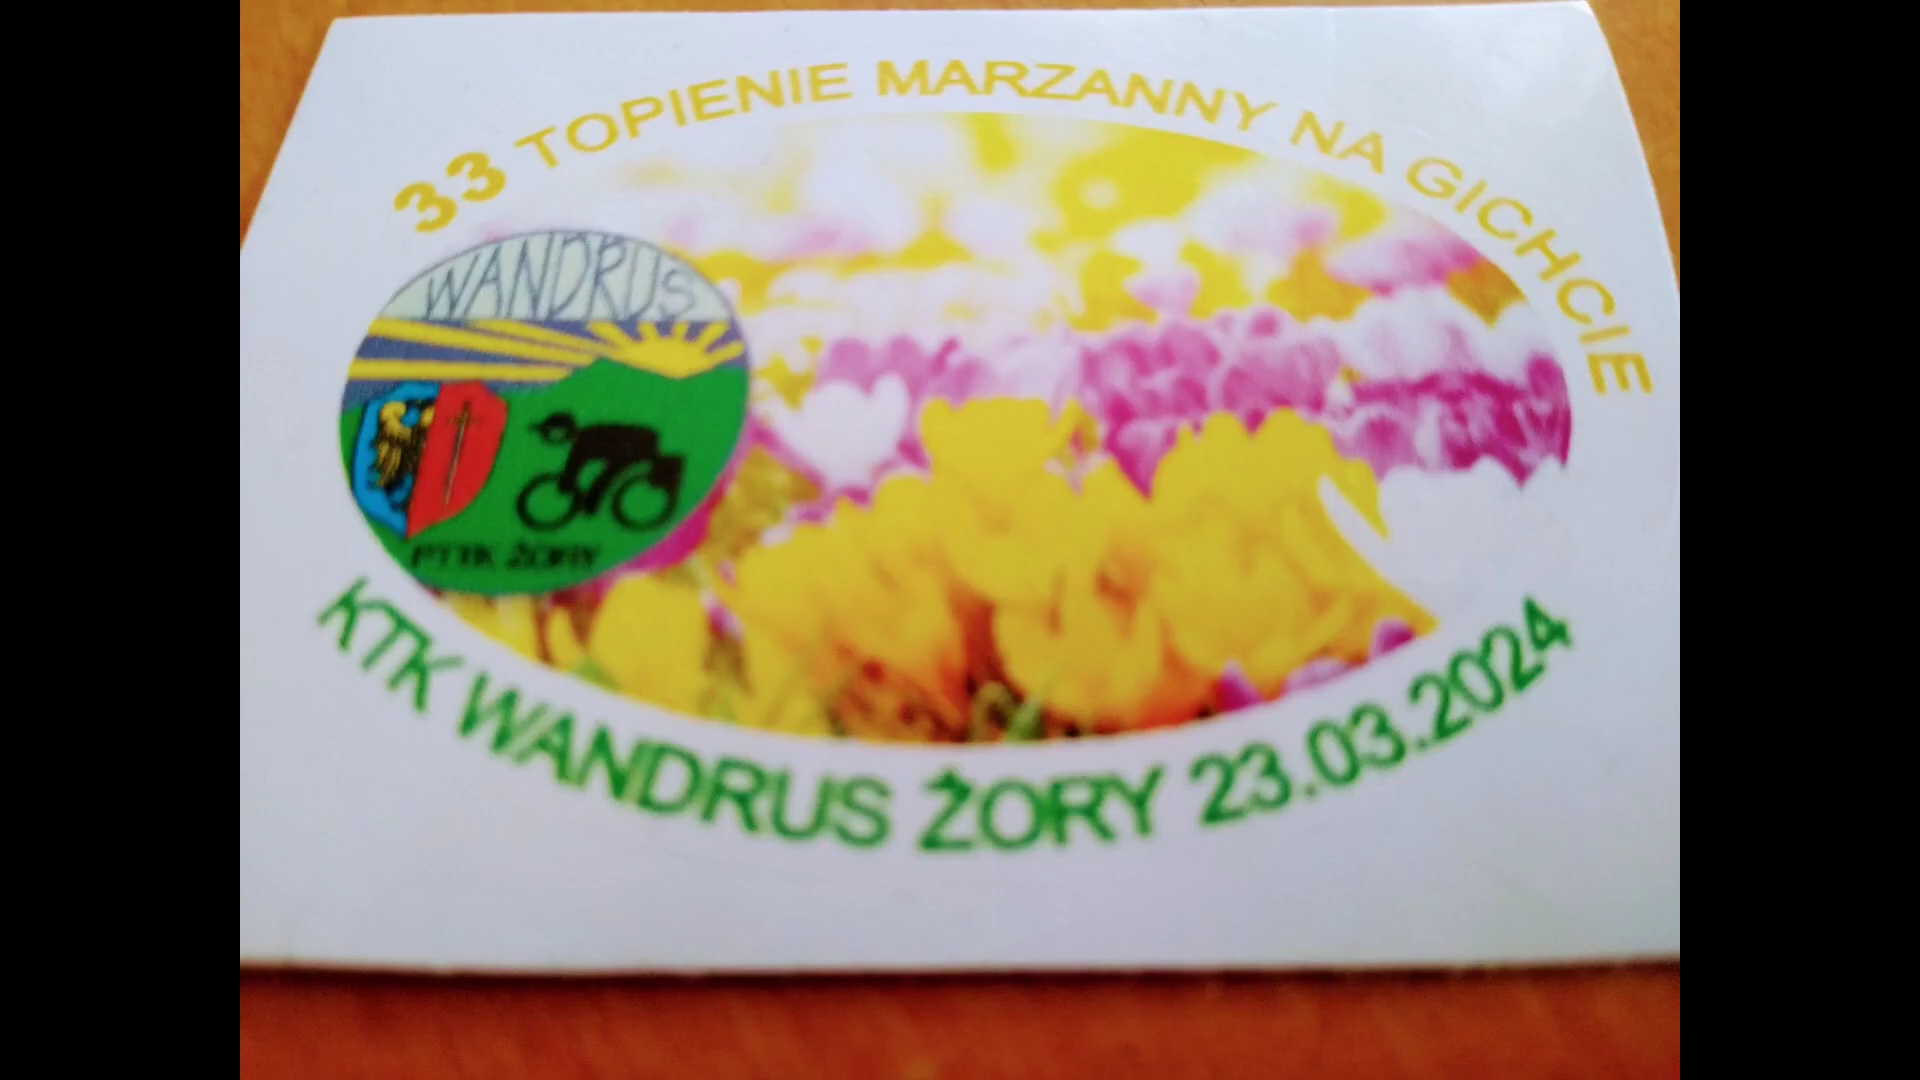 33 TOPIENIE MARZANNY NA GICHCIE
WANDRUS
PTTK ŻORY
KTK WANDRUS ŻORY 23.03.2024